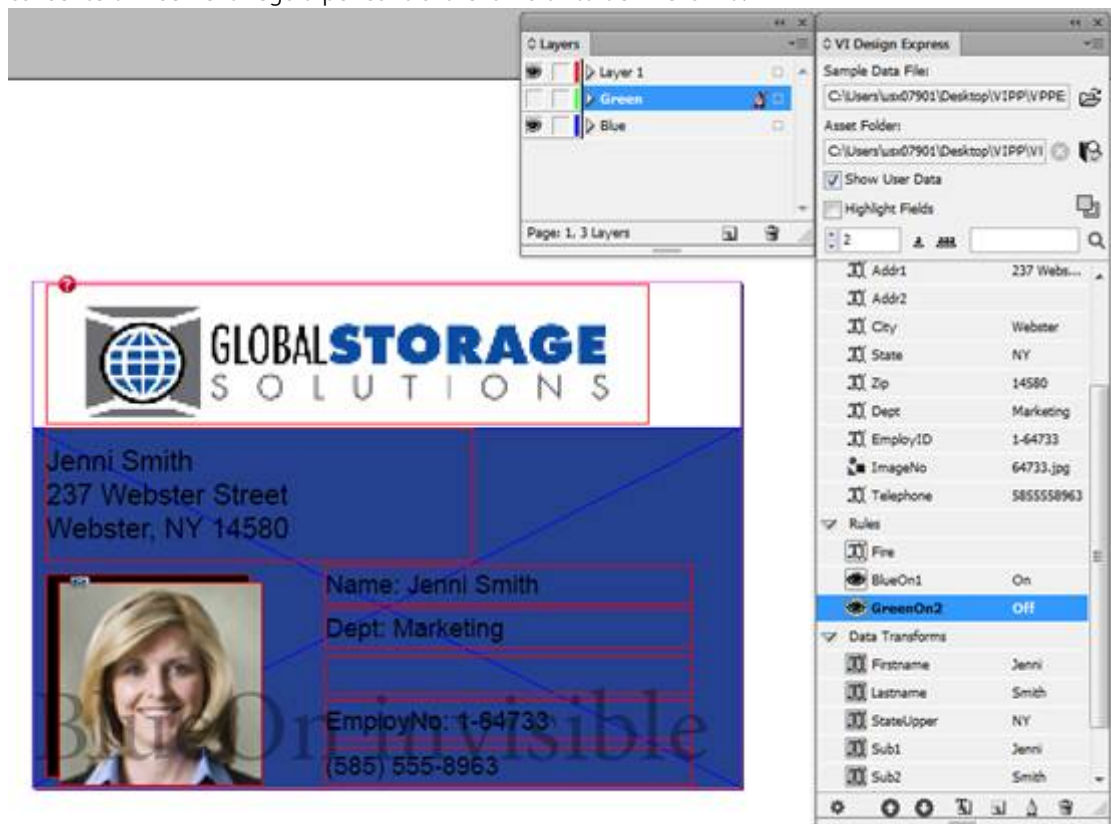 Layers
Layer 1
Green
Blue
Page: 1, 3 Layers
VI Design Express
Sample Data File:
C:\Users\usx07901\Desktop\VIPP\VPPE
Asset Folder:
C:\Users\usx07901\Desktop\VIPP\VI
Show User Data
Highlight Fields
2
Addr1 237 Webs...
Addr2
City Webster
State NY
Zip 14580
Dept Marketing
EmployID 1-64733
ImageNo 64733.jpg
Telephone 5855558963
Rules
Fire
BlueOn1 On
GreenOn2 Off
Data Transforms
Firstname Jenni
Lastname Smith
StateUpper NY
Sub1 Jenni
Sub2 Smith
GLOBALSTORAGE
SOLUTIONS
Jenni Smith
237 Webster Street
Webster, NY 14580
Name: Jenni Smith
Dept: Marketing
EmployNo: 1-64733
(585) 555-8963
BlueOn invisible